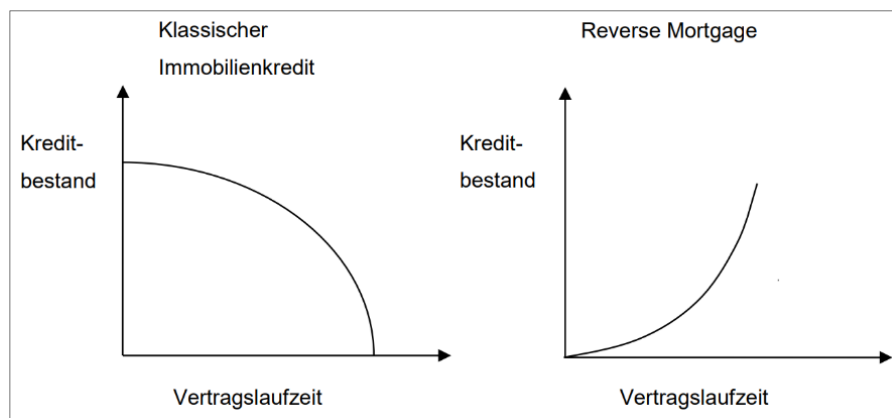 Klassischer
Immobilienkredit
Kredit-
bestand
Vertragslaufzeit
Reverse Mortgage
Kredit-
bestand
Vertragslaufzeit